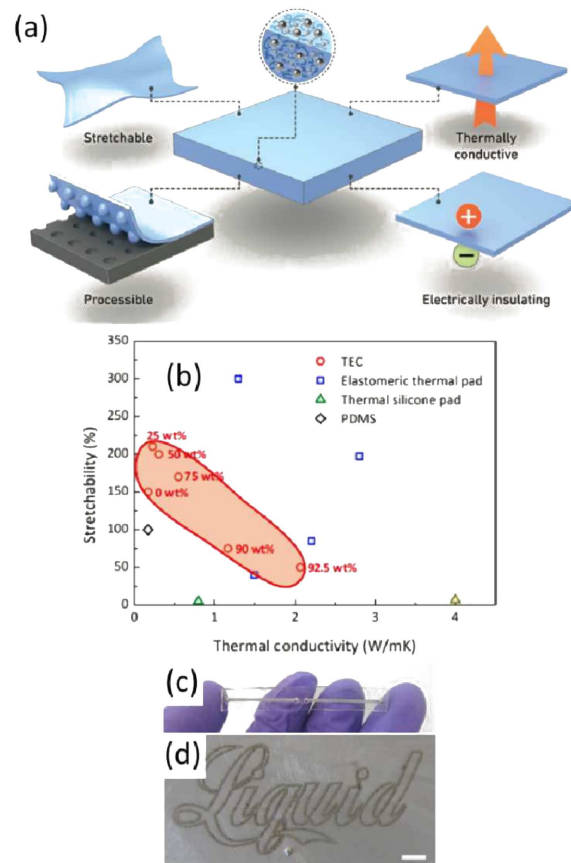 (a)
Stretchable
Thermally
conductive
Processible
Electrically insulating
(b)
TEC
Elastomeric thermal pad
Thermal silicone pad
PDMS
350
300
250
200
150
100
50
0
25 wt%
50 wt%
75 wt%
0 wt%
90 wt%
92.5 wt%
0
1
2
3
4
Stretchability (%)
Thermal conductivity (W/mK)
(c)
(d)
Liquid